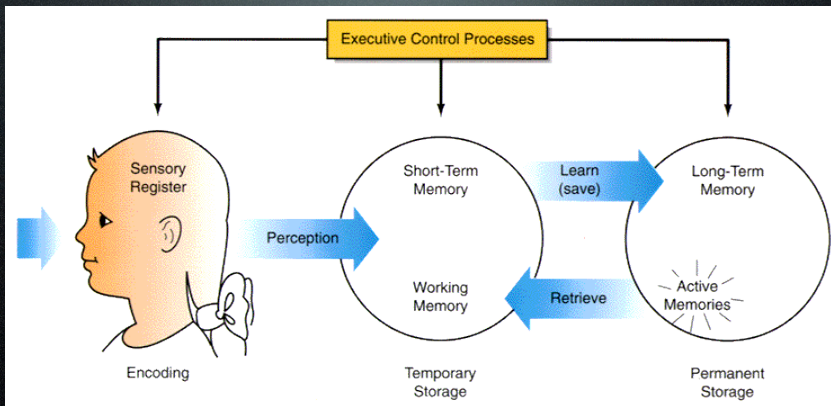 Executive Control Processes
Sensory
Register
Short-Term
Memory
Learn
(save)
Long-Term
Memory
Perception
Working
Memory
Retrieve
Active
Memories
Encoding
Temporary
Storage
Permanent
Storage